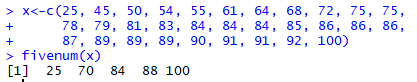 > x<-c(25, 45, 50, 54, 55, 61, 64, 68, 72, 75, 75,
+      78, 79, 81, 83, 84, 84, 84, 85, 86, 86, 86,
+      87, 89, 89, 89, 90, 91, 91, 92, 100)
> fivenum(x)
[1]  25  70  84  88 100